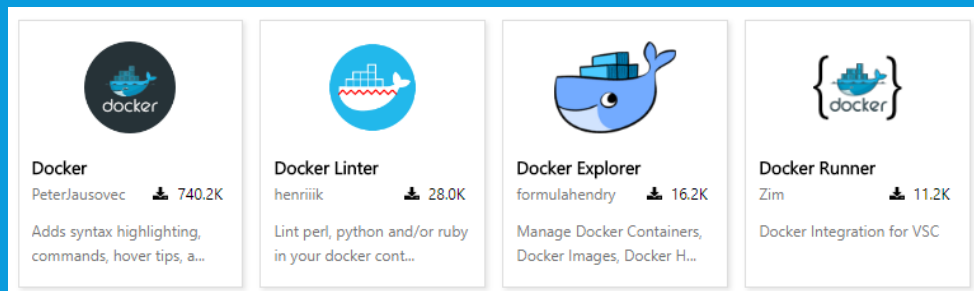 docker
Docker
PeterJausovec 740.2K
Adds syntax highlighting,
commands, hover tips, a...
Docker Linter
henriiik 28.0K
Lint perl, python and/or ruby
in your docker cont...
Docker Explorer
formulahendry 16.2K
Manage Docker Containers,
Docker Images, Docker H...
{docker}
Docker Runner
Zim 11.2K
Docker Integration for VSC